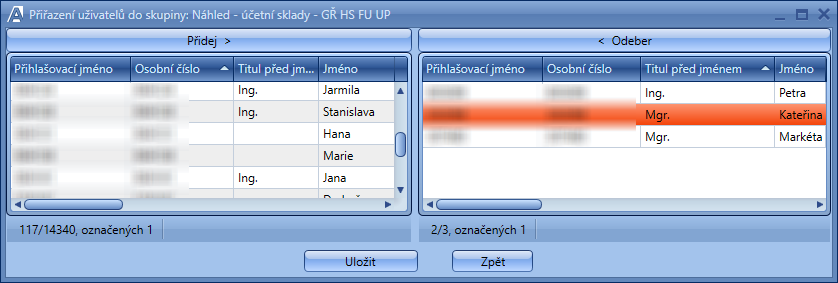 Přiřazení uživatelů do skupiny: Náhled - účetní sklady - GŘ HS FU UP
Přidej >
< Odeber
Přihlašovací jméno Osobní číslo Titul před jm... Jméno
Ing. Jarmila
Ing. Stanislava
Hana
Marie
Ing. Jana
Přihlašovací jméno Osobní číslo Titul před jménem Jméno
Ing. Petra
Mgr. Kateřina
Mgr. Markéta
117/14340, označených 1
2/3, označených 1
Uložit
Zpět